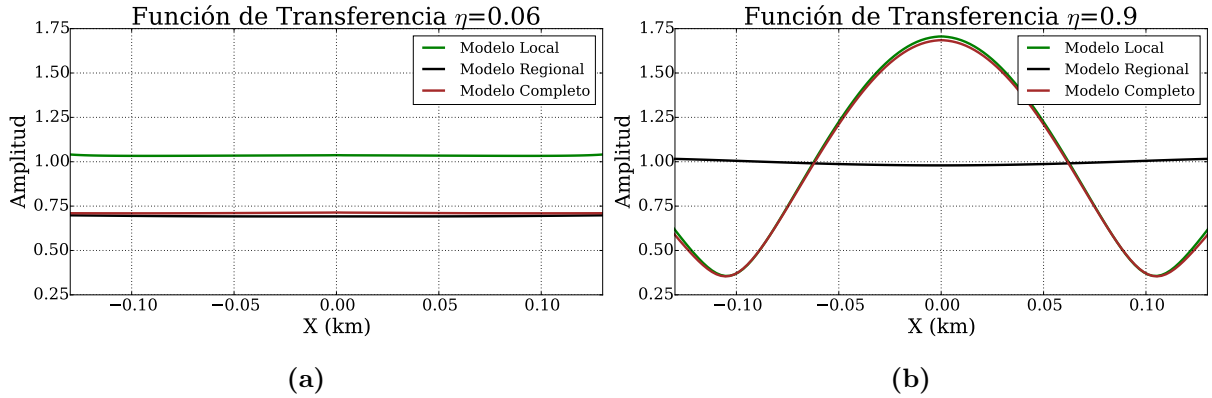 Función de Transferencia η=0.06
1.75
1.50
1.25
1.00
0.75
0.50
0.25
Amplitud
Modelo Local
Modelo Regional
Modelo Completo
−0.10
−0.05
0.00
0.05
0.10
X (km)
(a)
Función de Transferencia η=0.9
1.75
1.50
1.25
1.00
0.75
0.50
0.25
Amplitud
Modelo Local
Modelo Regional
Modelo Completo
−0.10
−0.05
0.00
0.05
0.10
X (km)
(b)